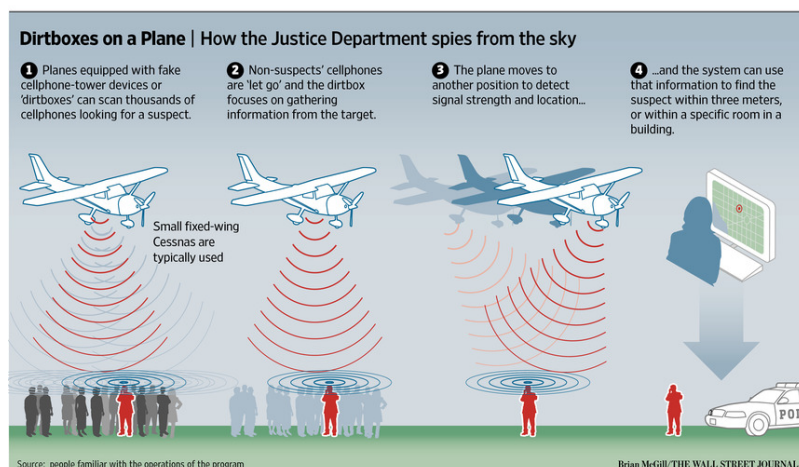 Dirtboxes on a Plane | How the Justice Department spies from the sky
1 Planes equipped with fake
cellphone-tower devices or
'dirtboxes' can scan thousands of
cellphones looking for a suspect.
2 Non-suspects' cellphones
are 'let go' and the dirtbox
focuses on gathering
information from the target.
3 The plane moves to
another position to detect
signal strength and location...
4 ...and the system can use
that information to find the
suspect within three meters,
or within a specific room in a
building.
Small fixed-wing
Cessnas are
typically used
POI
Source: people familiar with the operations of the program
Brian McGill/THE WALL STREET JOURNAL